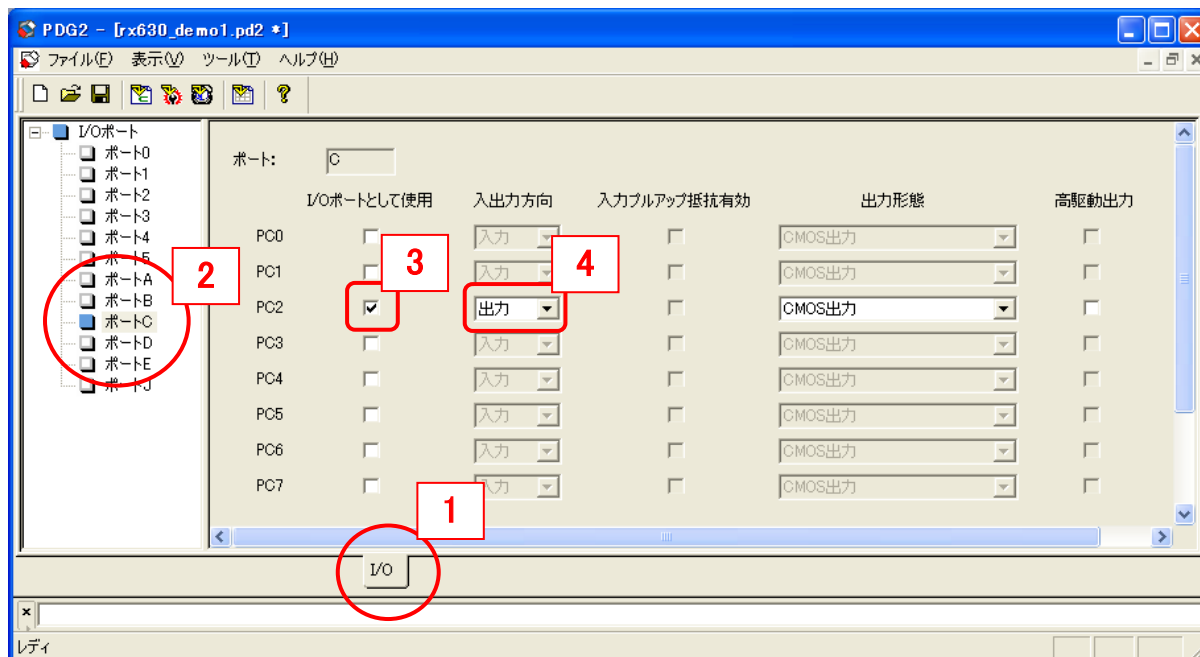 PDG2 - [rx630_demo1.pd2 *]
ファイル(F) 表示(V) ツール(T) ヘルプ(H)
I/Oポート
ポート0
ポート1
ポート2
ポート3
ポート4
ポート5
ポートA
ポートB
ポートC
ポートD
ポートE
ポートJ
2
ポート: C
I/Oポートとして使用 入出力方向 入力プルアップ抵抗有効 出力形態 高駆動出力
PC0 入力 CMOS出力
3
4
PC1 入力 CMOS出力
PC2 出力 CMOS出力
PC3 入力 CMOS出力
PC4 入力 CMOS出力
PC5 入力 CMOS出力
PC6 入力 CMOS出力
PC7 入力 CMOS出力
1
I/O
レディ